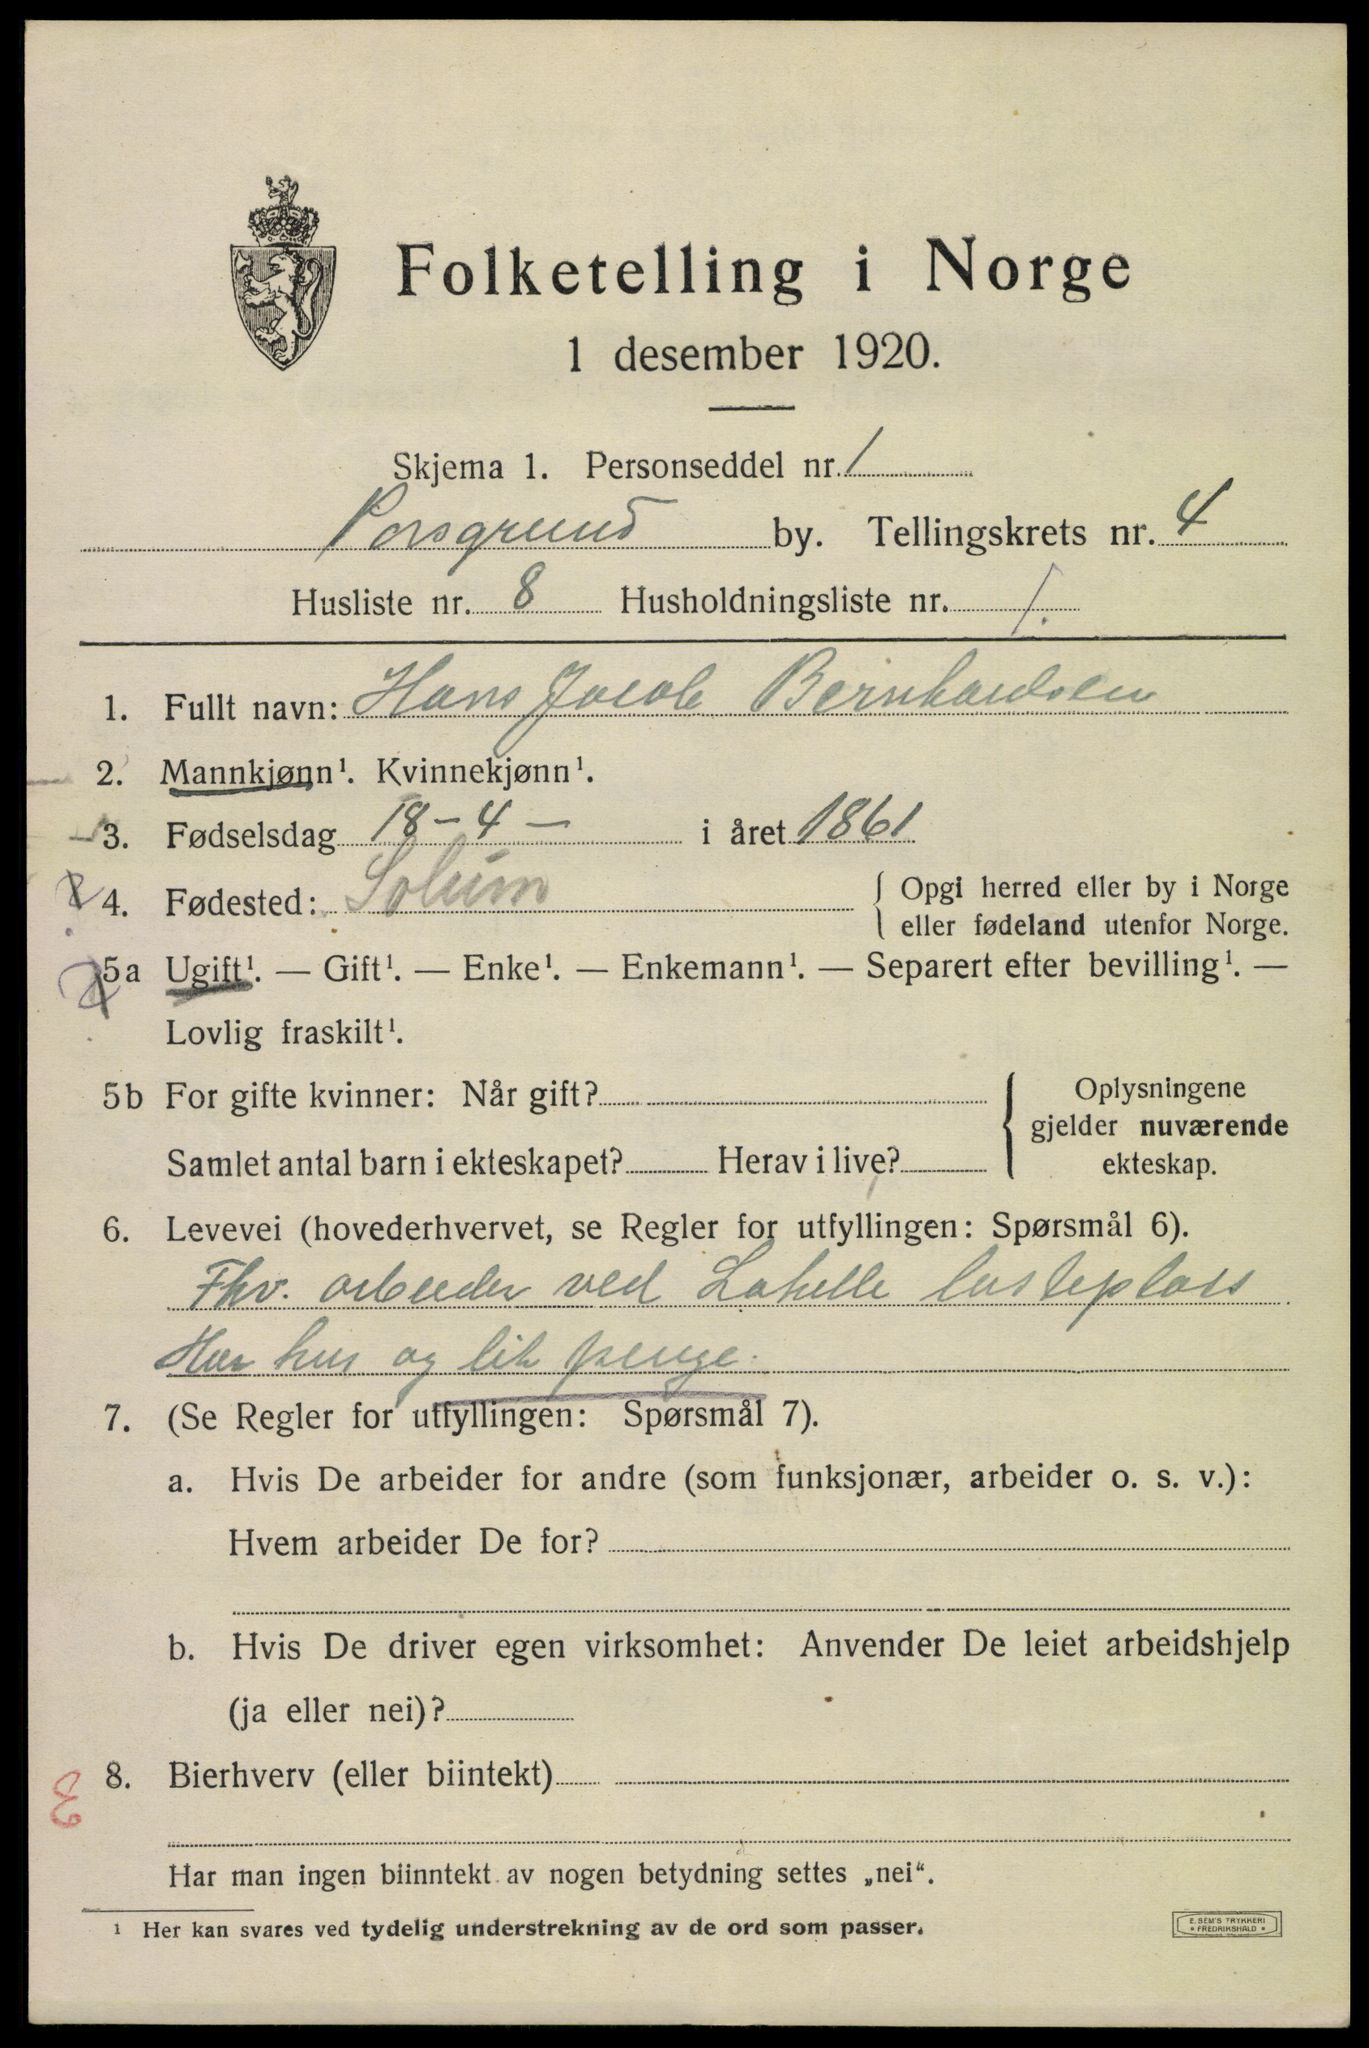 Folketelling i Norge
1 desember 1920.
Skjema 1. Personseddel nr. 1
Porsgrund by. Tellingskrets nr. 4
Husliste nr. 8 Husholdningsliste nr. 1.
1. Fullt navn: Hans Jacob Bernhardsen
2. Mannkjønn¹. Kvinnekjønn¹.
3. Fødselsdag 18-4- i året 1861
4. Fødested: Solum { Opgi herred eller by i Norge
eller fødeland utenfor Norge.
5a Ugift¹. — Gift¹. — Enke¹. — Enkemann¹. — Separert efter bevilling¹. —
Lovlig fraskilt¹.
5b For gifte kvinner: Når gift? { Oplysningene
gjelder nuværende
Samlet antal barn i ekteskapet? Herav i live? ekteskap.
6. Levevei (hovederhvervet, se Regler for utfyllingen: Spørsmål 6).
Fhv. arbeider ved lasteplass
Har hus og litt penge.
7. (Se Regler for utfyllingen: Spørsmål 7).
a. Hvis De arbeider for andre (som funksjonær, arbeider o. s. v.):
Hvem arbeider De for?
b. Hvis De driver egen virksomhet: Anvender De leiet arbeidshjelp
(ja eller nei)?
8. Bierhverv (eller biintekt)
Har man ingen biinntekt av nogen betydning settes „nei“.
¹ Her kan svares ved tydelig understrekning av de ord som passer.
E. SEM'S TRYKKERI
FREDRIKSHALD